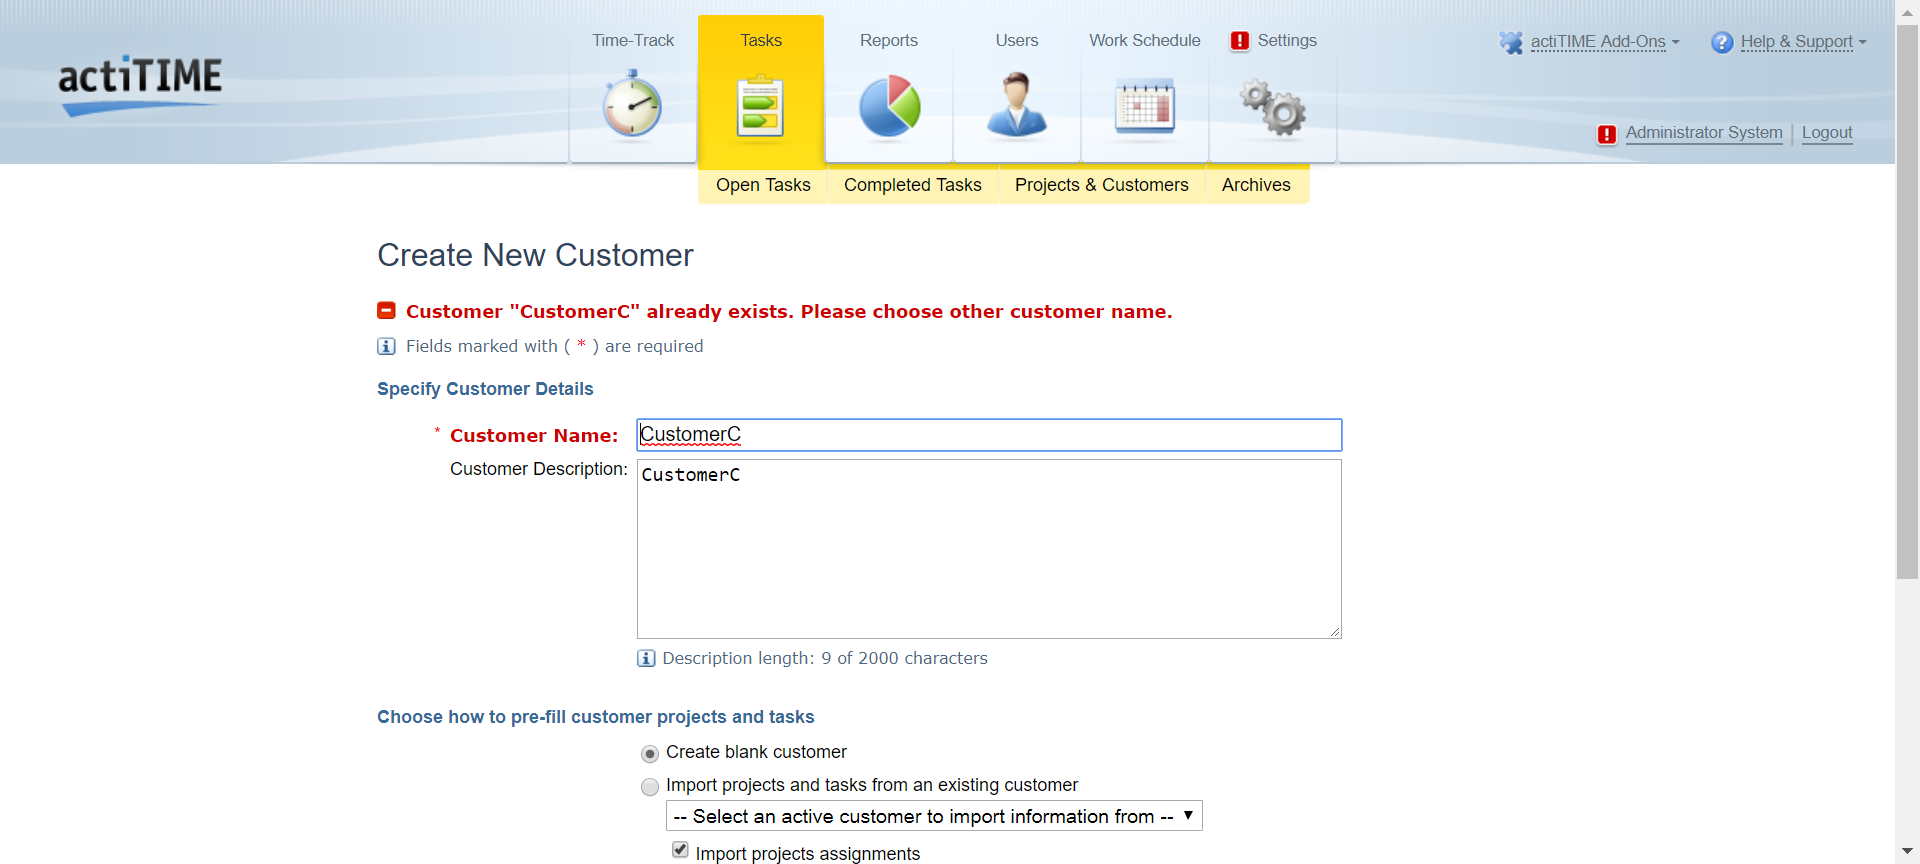 actiTIME
Time-Track
Tasks
Reports
Users
Work Schedule
Settings
actiTIME Add-Ons
Help & Support
Administrator System
Logout
Open Tasks
Completed Tasks
Projects & Customers
Archives
Create New Customer
Customer "CustomerC" already exists. Please choose other customer name.
Fields marked with ( * ) are required
Specify Customer Details
* Customer Name: CustomerC
Customer Description: CustomerC
Description length: 9 of 2000 characters
Choose how to pre-fill customer projects and tasks
Create blank customer
Import projects and tasks from an existing customer
-- Select an active customer to import information from --
Import projects assignments